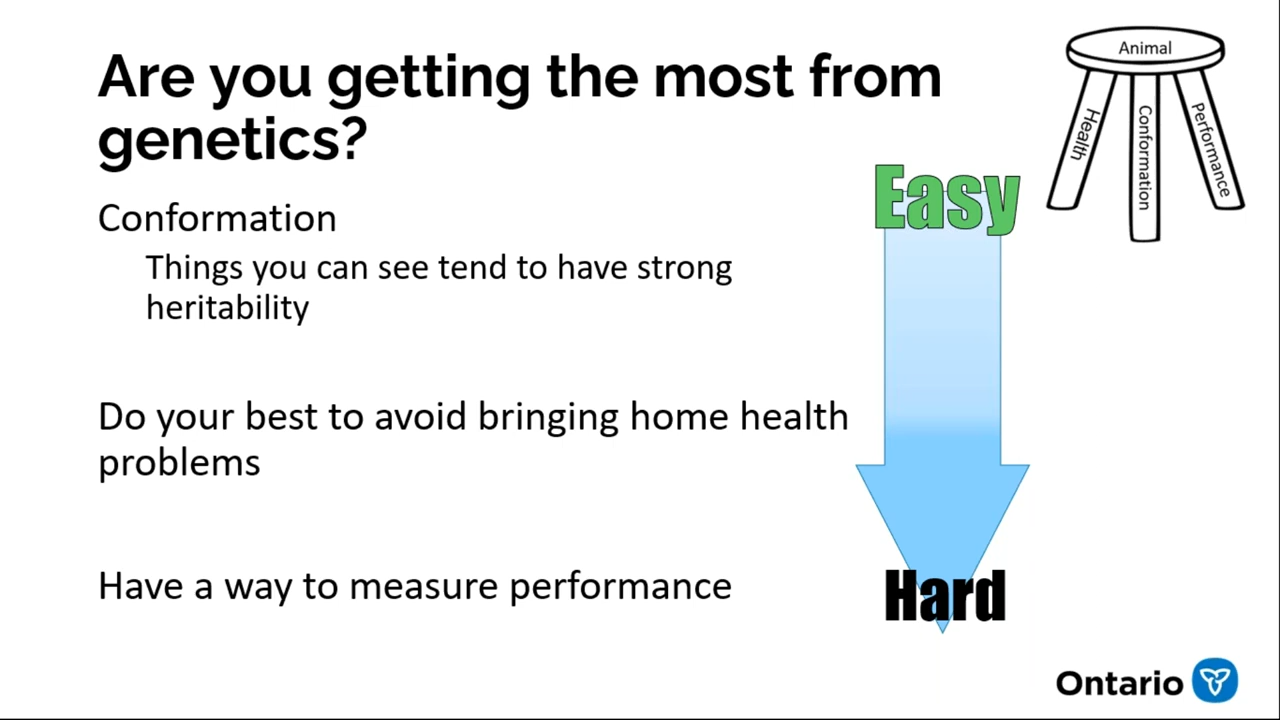 Are you getting the most from
genetics?
Conformation
Things you can see tend to have strong
heritability
Do your best to avoid bringing home health
problems
Have a way to measure performance
Easy
Hard
Animal
Health
Conformation
Performance
Ontario